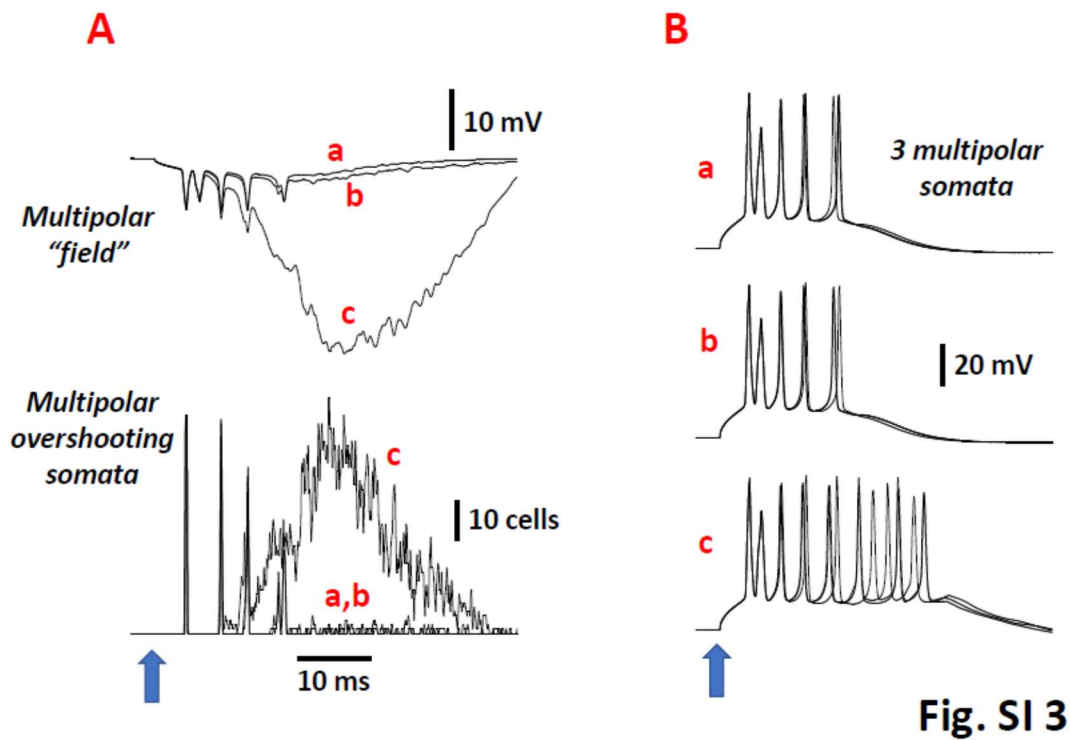 A
10 mV
a
b
Multipolar
“field”
c
Multipolar
overshooting
somata
c
10 cells
a,b
10 ms
B
3 multipolar
somata
a
b
20 mV
c
Fig. SI 3